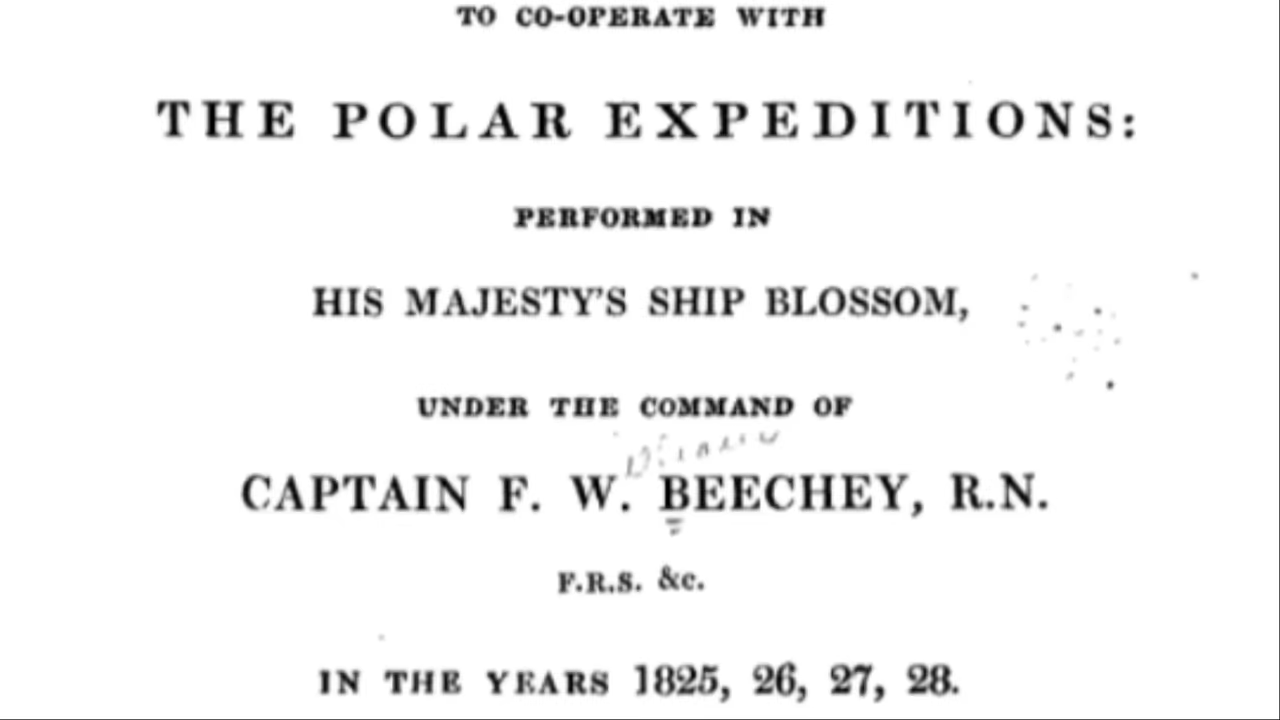 TO CO-OPERATE WITH
THE POLAR EXPEDITIONS:
PERFORMED IN
HIS MAJESTY'S SHIP BLOSSOM,
UNDER THE COMMAND OF
CAPTAIN F. W. BEECHEY, R.N.
F.R.S. &c.
IN THE YEARS 1825, 26, 27, 28.